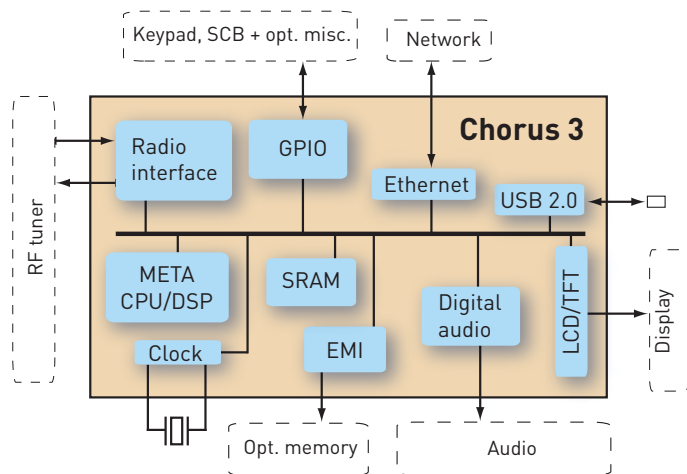 Keypad, SCB + opt. misc.
Network
Chorus 3
Radio
interface
GPIO
Ethernet
USB 2.0
RF tuner
META
CPU/DSP
SRAM
Digital
audio
LCD/TFT
Display
Clock
EMI
Opt. memory
Audio